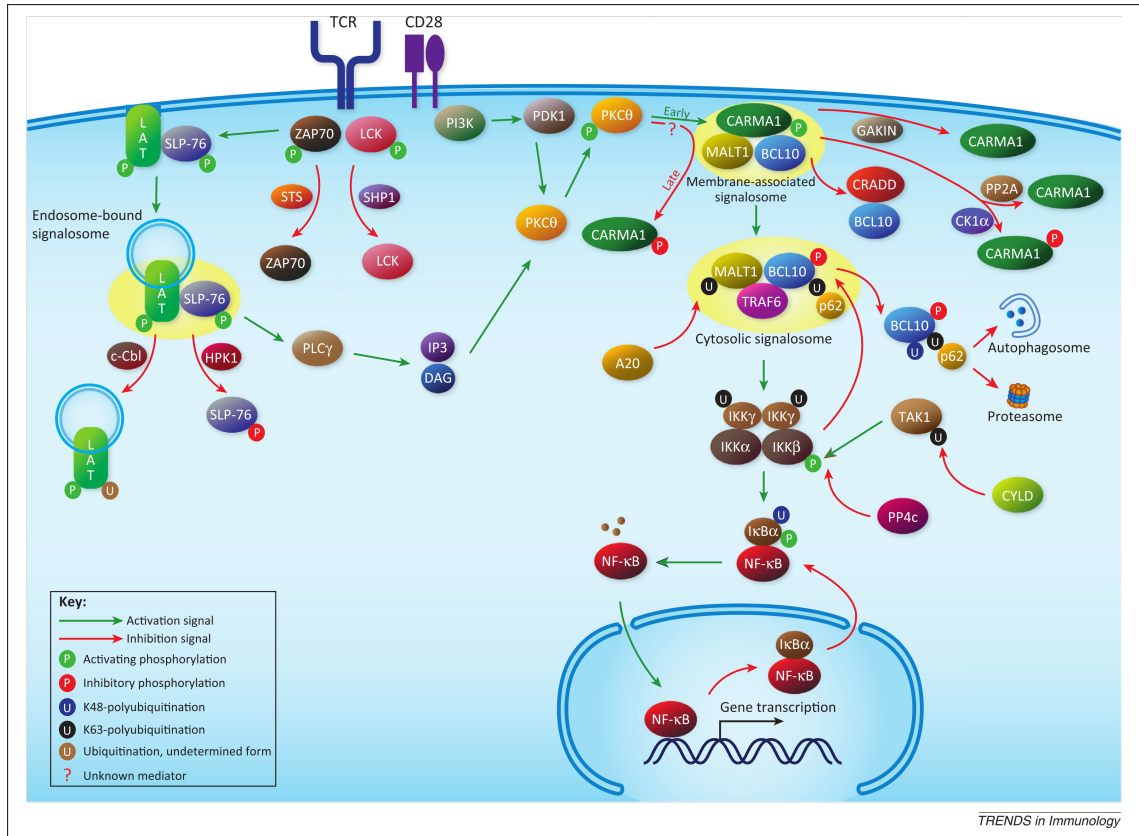 TCR
CD28
LAT
SLP-76
P
P
ZAP70
LCK
P
P
PI3K
PDK1
PKCθ
P
Early
?
Late
CARMA1
P
MALT1
BCL10
Membrane-associated
signalosome
GAKIN
CARMA1
CRADD
BCL10
PP2A
CARMA1
CK1α
CARMA1
P
STS
SHP1
ZAP70
LCK
PKCθ
CARMA1
P
Endosome-bound
signalosome
LAT
SLP-76
P
P
c-Cbl
HPK1
PLCγ
IP3
DAG
SLP-76
P
LAT
P
U
MALT1
BCL10
P
U
U
TRAF6
p62
Cytosolic signalosome
A20
BCL10
P
U
U
p62
Autophagosome
Proteasome
U
U
IKKγ
IKKγ
IKKα
IKKβ
P
TAK1
U
CYLD
PP4c
U
IκBα
P
NF-κB
NF-κB
IκBα
NF-κB
NF-κB
Gene transcription
Key:
Activation signal
Inhibition signal
P Activating phosphorylation
P Inhibitory phosphorylation
U K48-polyubiquitination
U K63-polyubiquitination
U Ubiquitination, undetermined form
? Unknown mediator
TRENDS in Immunology